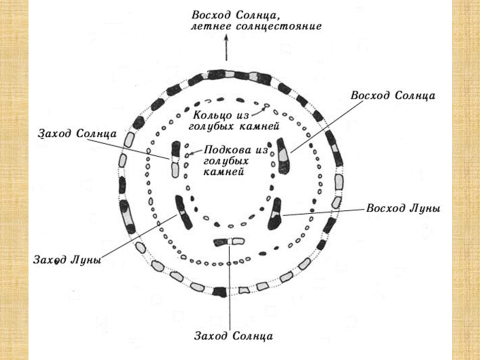 Восход Солнца,
летнее солнцестояние
Восход Солнца
Кольцо из
голубых камней
Заход Солнца
Подкова из
голубых
камней
Восход Луны
Заход Луны
Заход Солнца